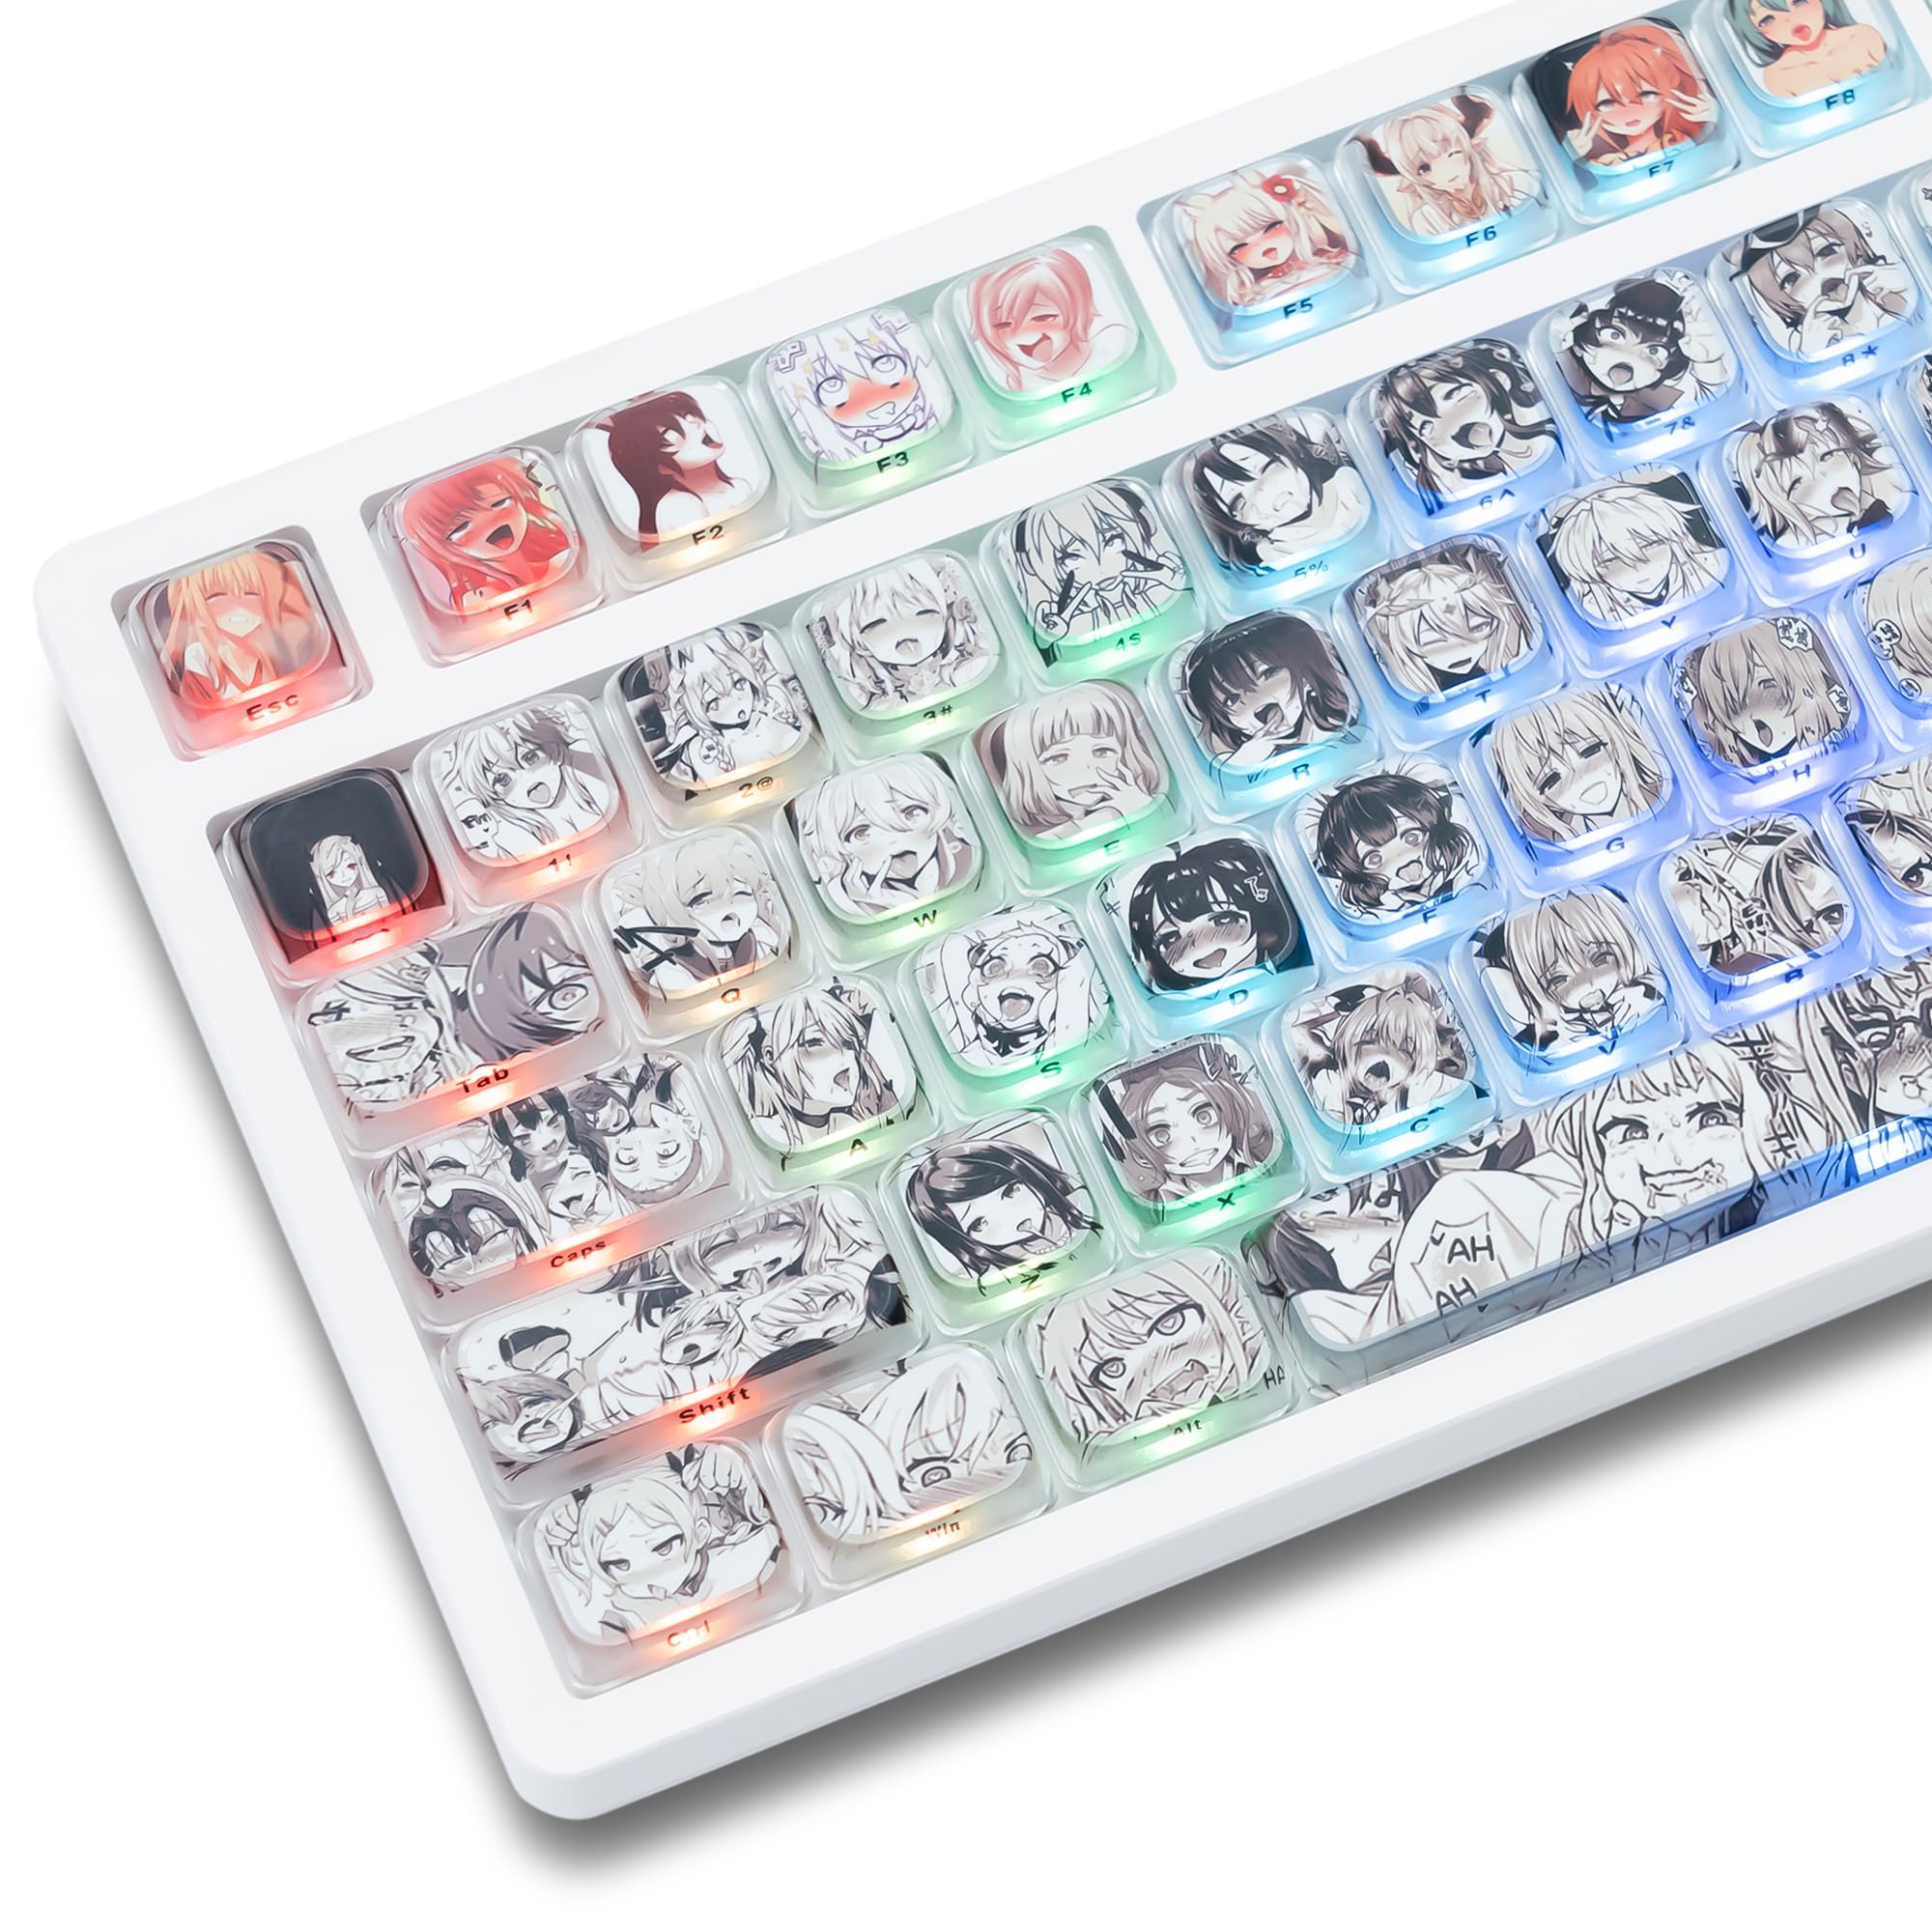 Esc
F1
F2
F3
F4
F5
F6
F7
F8
1!
2@
3#
4$
5%
6^
7&
8*
Tab
Q
W
E
R
T
Y
U
Caps
A
S
D
F
G
H
Shift
Z
X
C
V
B
Ctrl
Win
Alt
HA
AH
AH